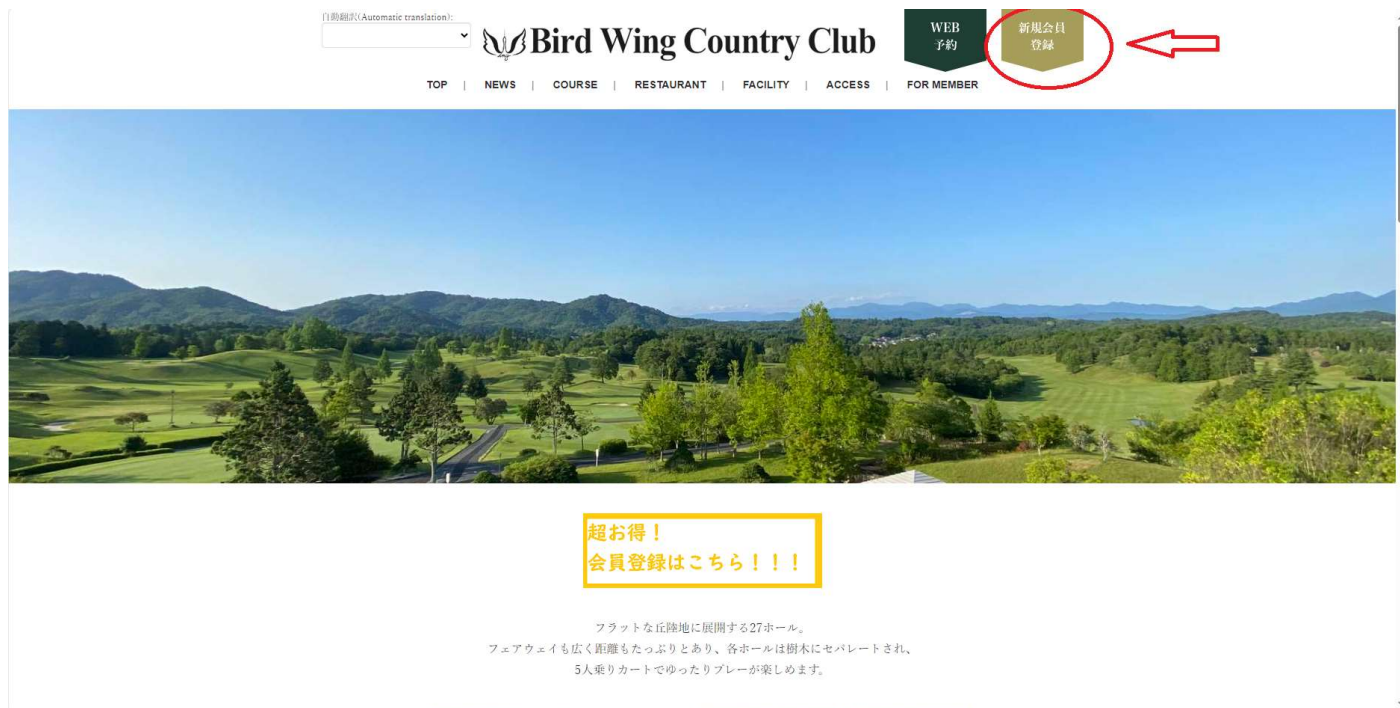 自動翻訳(Automatic translation):
Bird Wing Country Club
WEB
予約
新規会員
登録
TOP | NEWS | COURSE | RESTAURANT | FACILITY | ACCESS | FOR MEMBER
超お得！
会員登録はこちら！！！
フラットな丘陸地に展開する27ホール。
フェアウェイも広く距離もたっぷりとあり、各ホールは樹木にセパレートされ、
5人乗りカートでゆったりプレーが楽しめます。